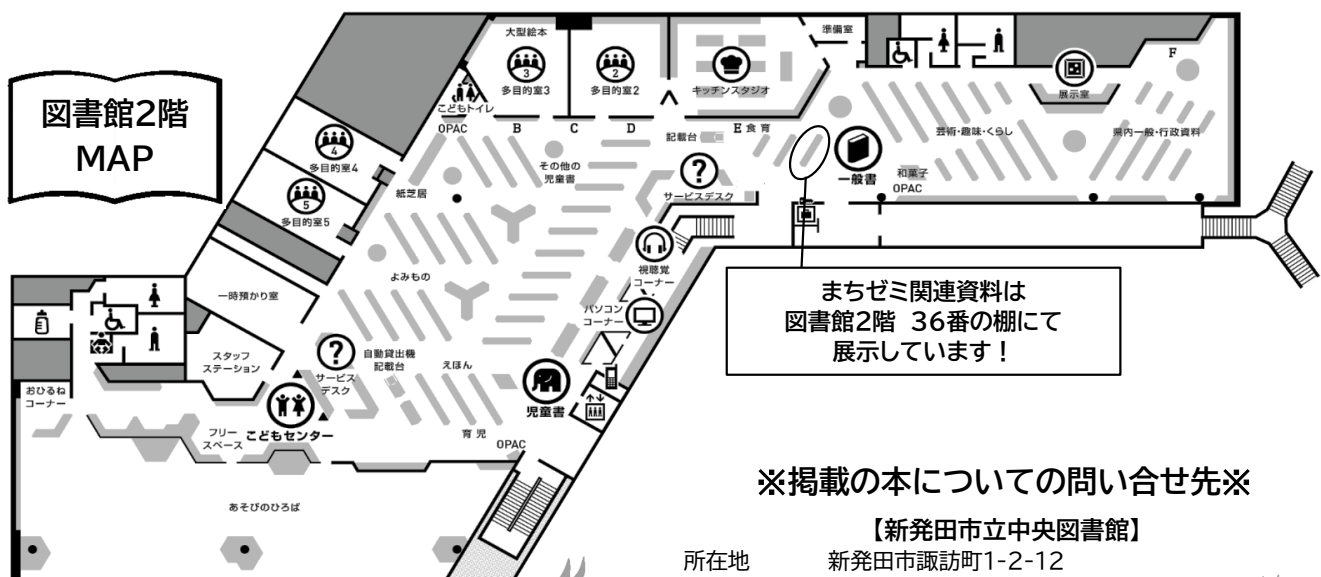 図書館2階
MAP
大型絵本
3
多目的室3
2
多目的室2
キッチンスタジオ
準備室
展示室
F
こどもトイレ
OPAC
B
C
D
記載台
E 食育
芸術・趣味・くらし
県内一般・行政資料
4
多目的室4
5
多目的室5
紙芝居
その他の
児童書
?
サービスデスク
一般書
和菓子
OPAC
視聴覚
コーナー
パソコン
コーナー
よみもの
一時預かり室
スタッフ
ステーション
?
サービス
デスク
自動貸出機
記載台
えほん
児童書
おひるね
コーナー
フリー
スペース
こどもセンター
育児
OPAC
あそびのひろば
まちゼミ関連資料は
図書館2階 36番の棚にて
展示しています!
※掲載の本についての問い合せ先※
【新発田市立中央図書館】
所在地 新発田市諏訪町1-2-12